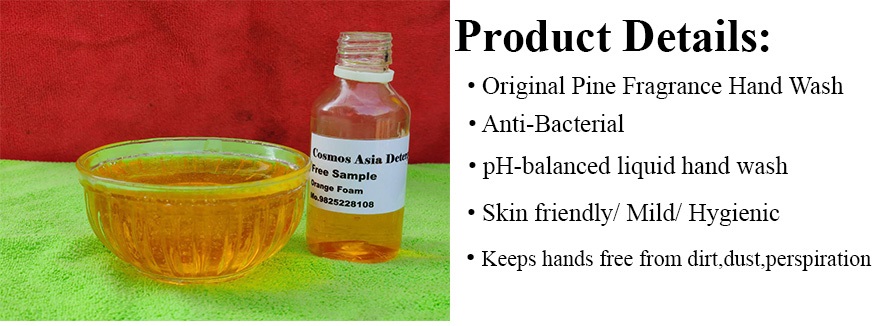 Cosmos Asia Deter
Free Sample
Orange Foam
Mo.9825228108
Product Details:
• Original Pine Fragrance Hand Wash
• Anti-Bacterial
• pH-balanced liquid hand wash
• Skin friendly/ Mild/ Hygienic
• Keeps hands free from dirt,dust,perspiration